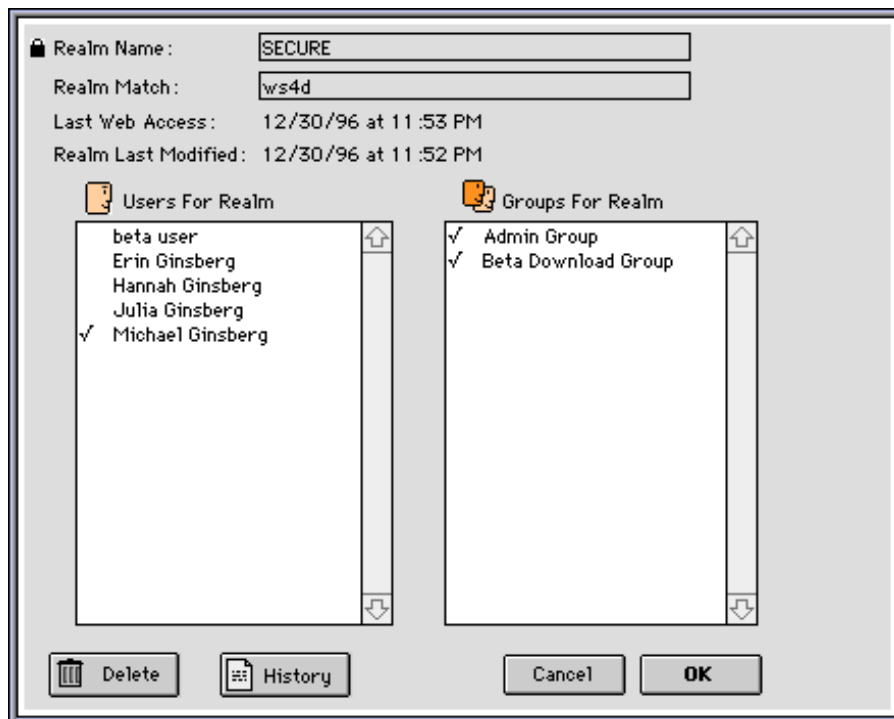 Realm Name: SECURE
Realm Match: ws4d
Last Web Access: 12/30/96 at 11:53 PM
Realm Last Modified: 12/30/96 at 11:52 PM
Users For Realm
beta user
Erin Ginsberg
Hannah Ginsberg
Julia Ginsberg
√ Michael Ginsberg
Groups For Realm
√ Admin Group
√ Beta Download Group
Delete
History
Cancel
OK